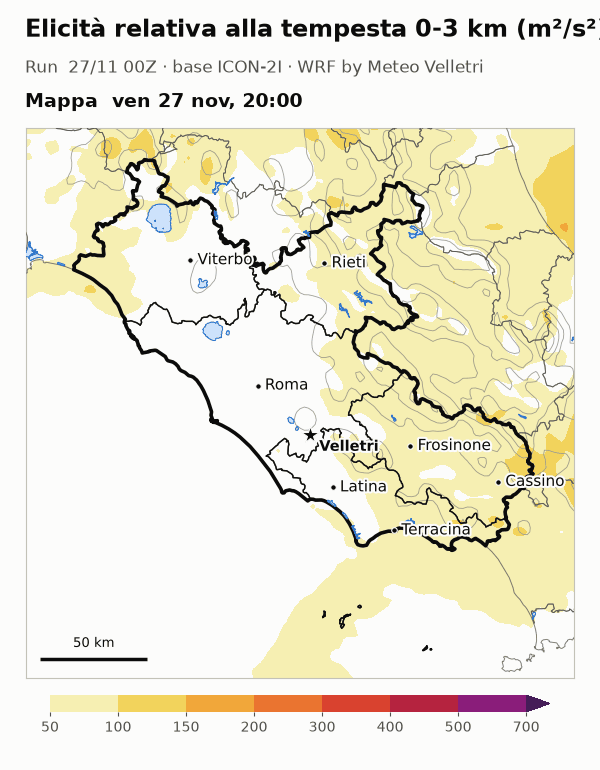 Elicità relativa alla tempesta 0-3 km (m²/s²)
Run 27/11 00Z · base ICON-2I · WRF by Meteo Velletri
Mappa ven 27 nov, 20:00
Viterbo
Rieti
Roma
Velletri
Frosinone
Cassino
Latina
Terracina
50 km
50 100 150 200 300 400 500 700